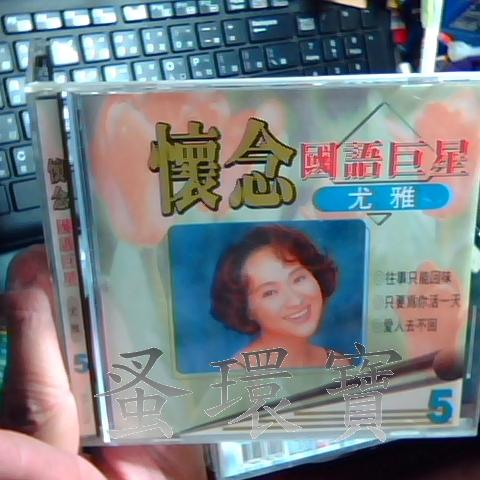 懷念
國語巨星
尤雅
往事只能回味
只要為你活一天
愛人去不回
5
懷念
國語巨星
尤雅
5
蚤環寶